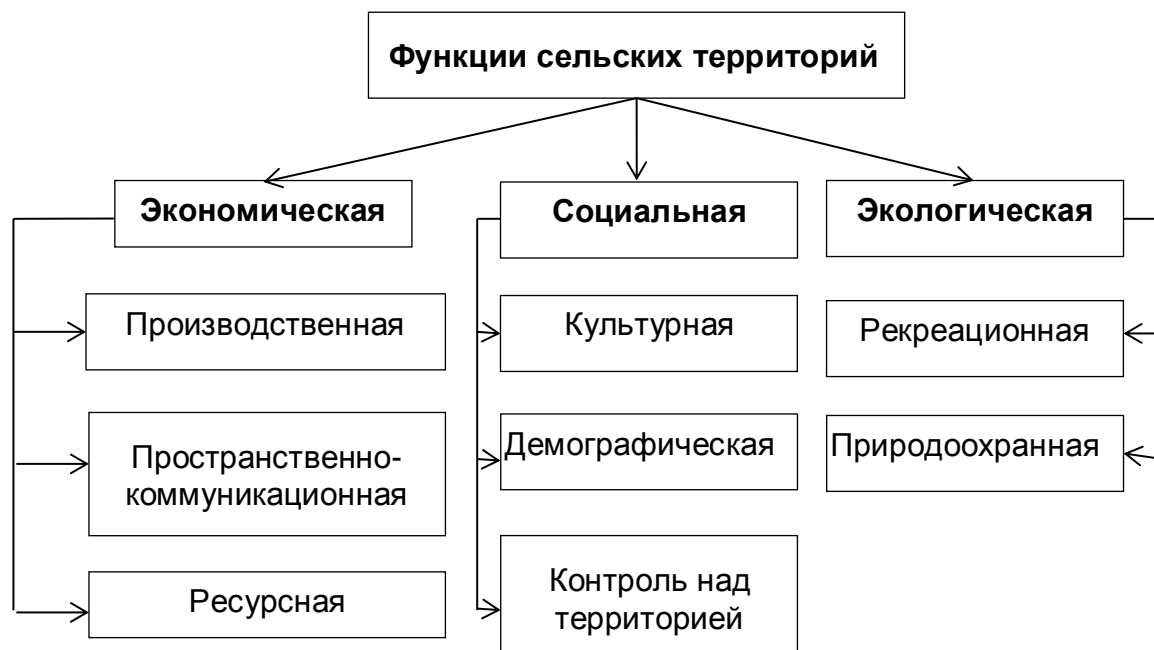 Функции сельских территорий
Экономическая
Социальная
Экологическая
Производственная
Культурная
Рекреационная
Пространственно-
коммуникационная
Демографическая
Природоохранная
Ресурсная
Контроль над
территорией